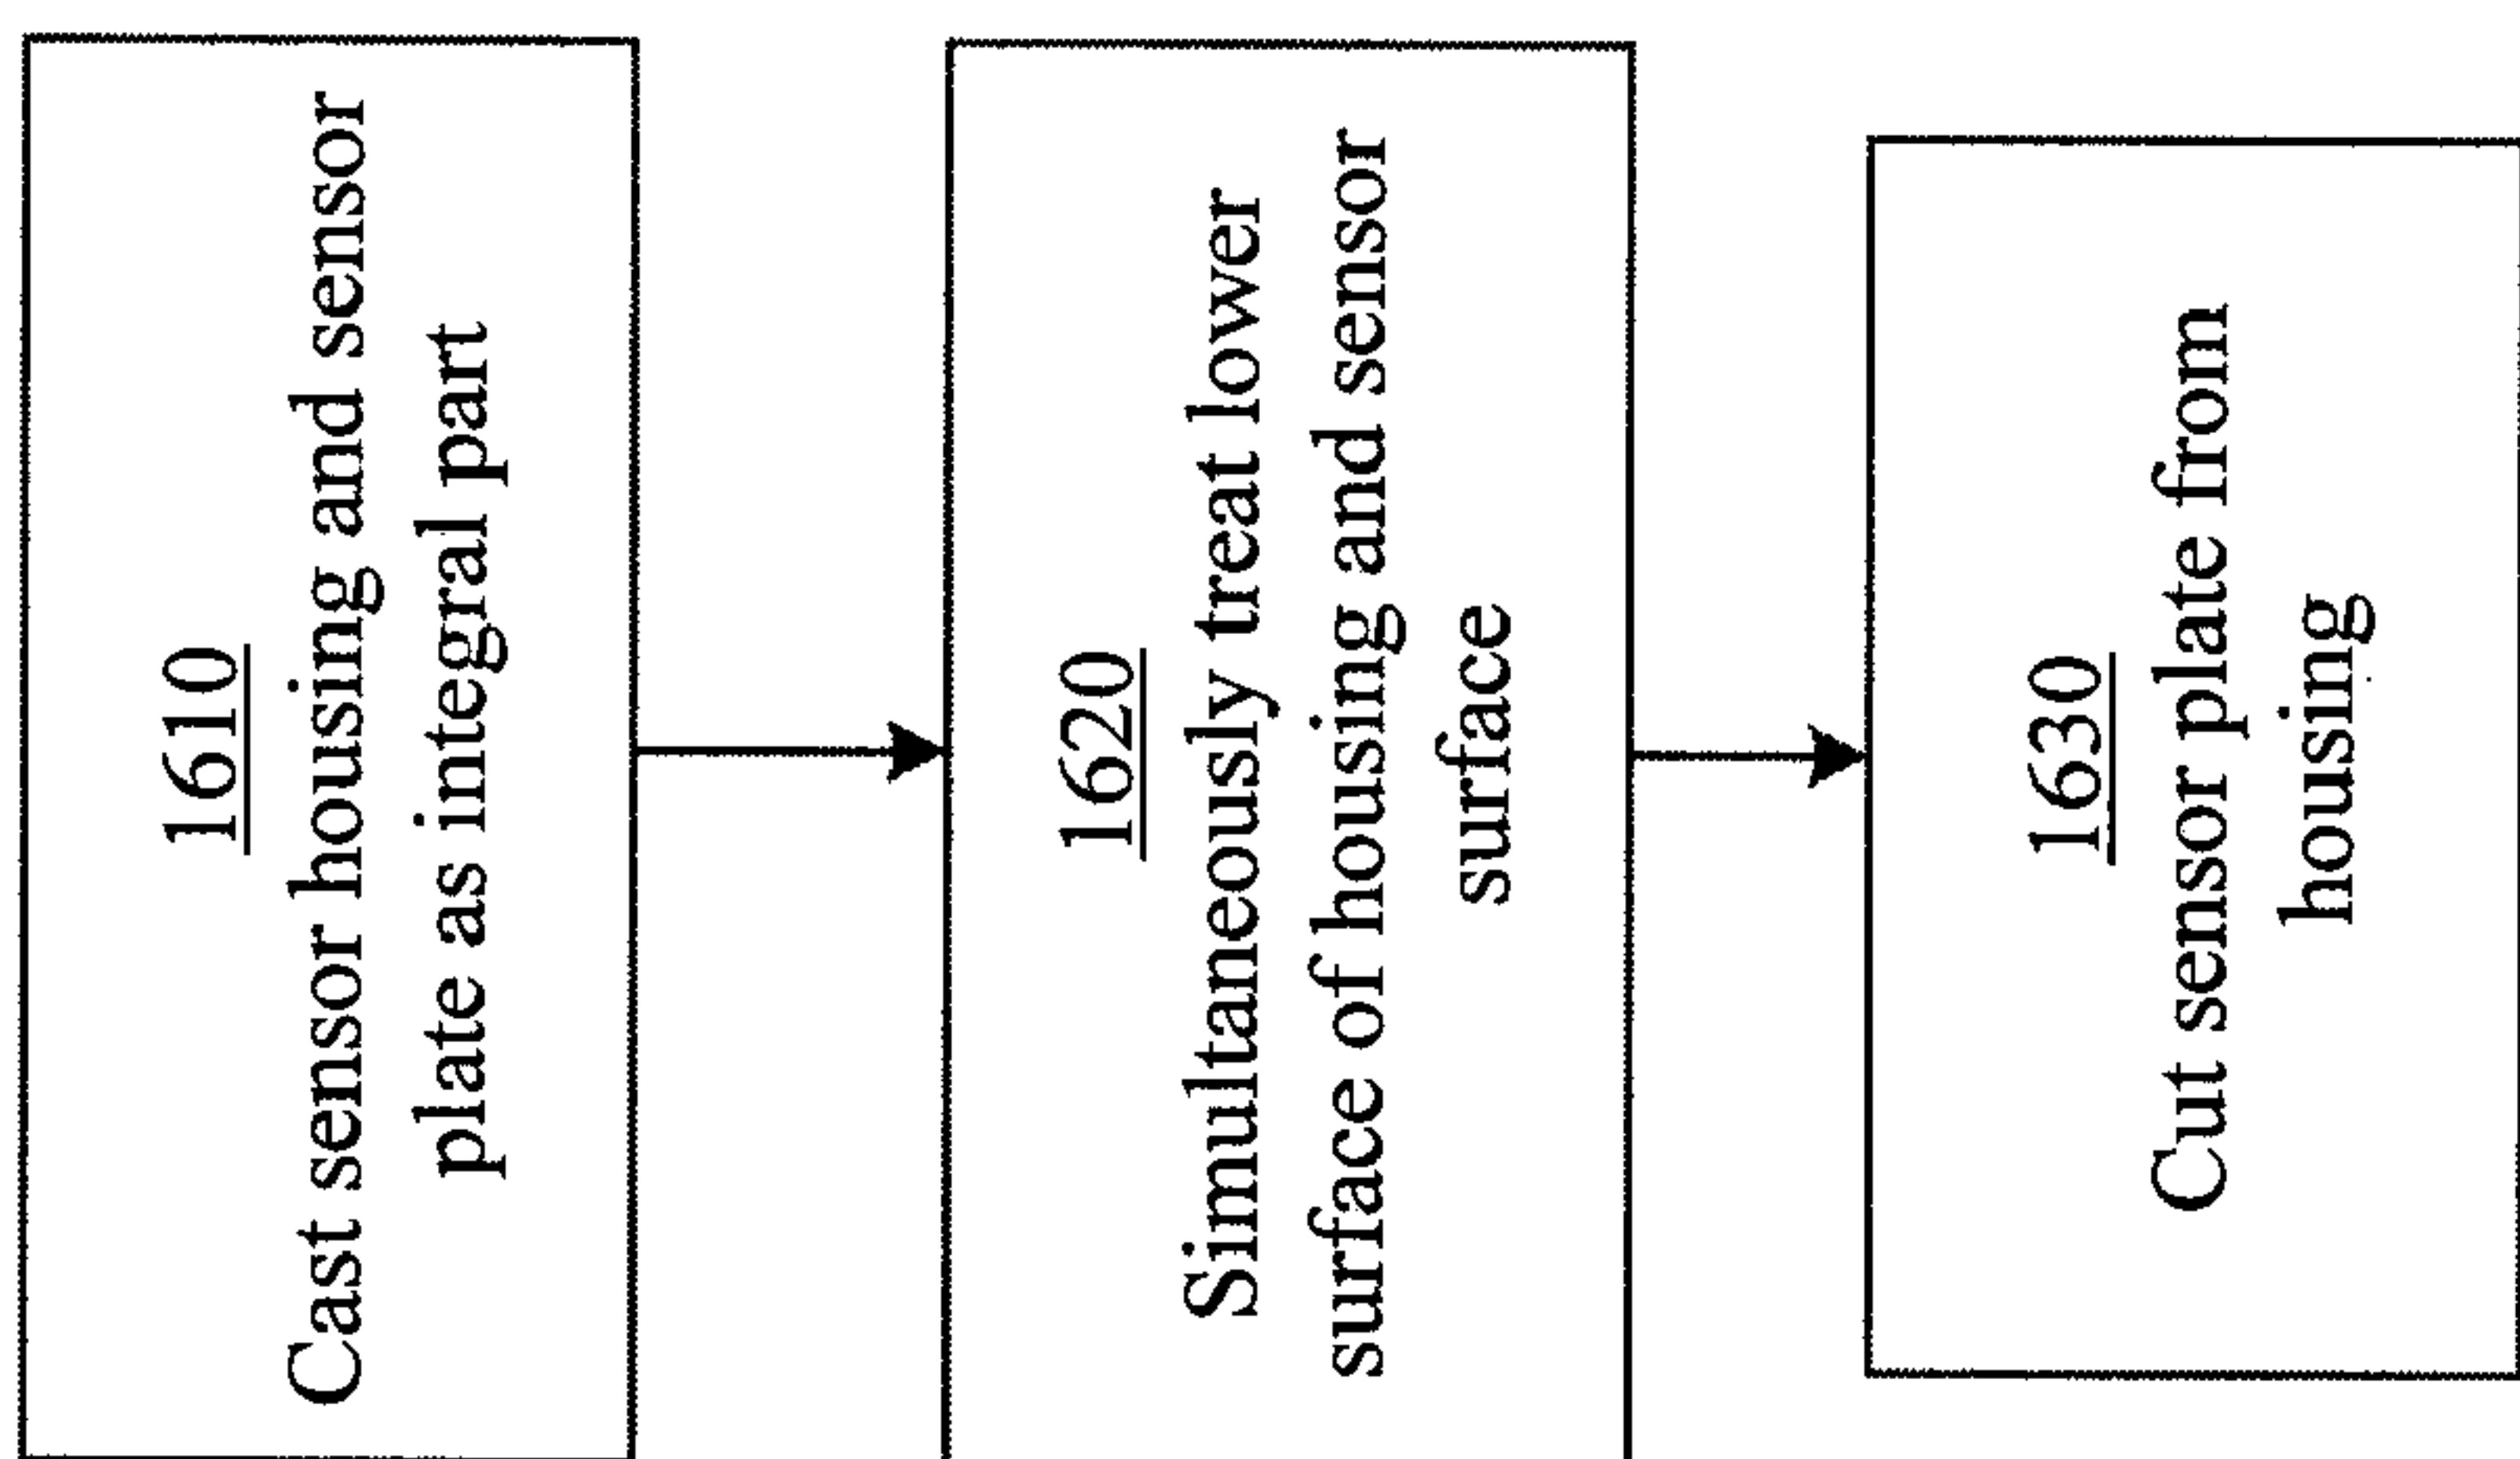 1610
Cast sensor housing and sensor
plate as integral part
1620
Simultaneously treat lower
surface of housing and sensor
surface
1630
Cut sensor plate from
housing